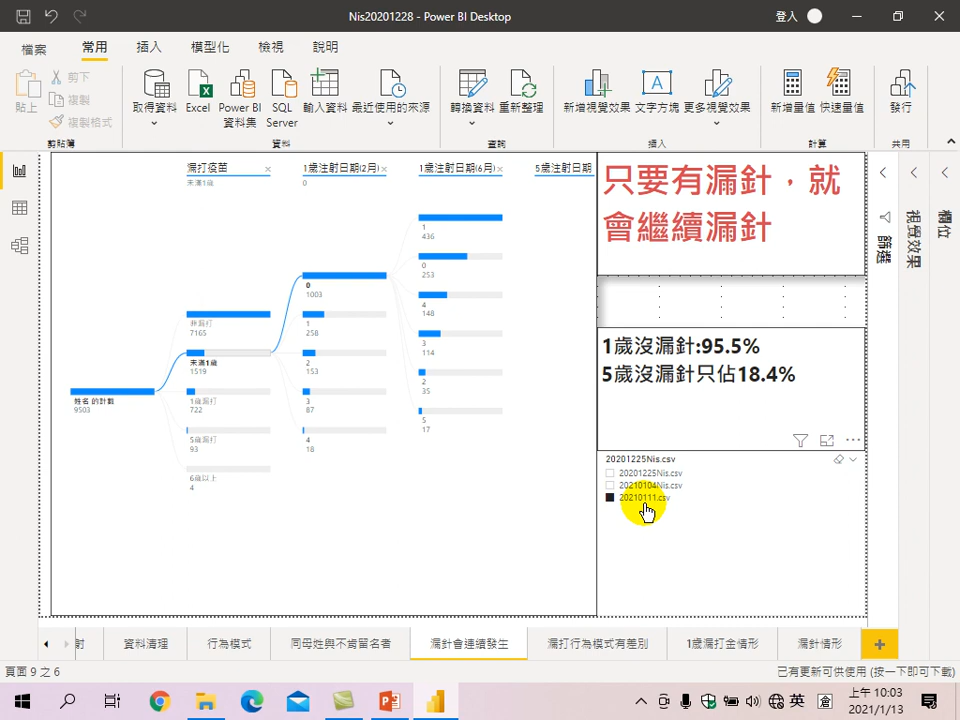 Nis20201228 - Power BI Desktop
登入
檔案 常用 插入 模型化 檢視 說明
貼上
剪下
複製
複製格式
剪貼簿
取得資料
Excel
Power BI
資料集
SQL
Server
輸入資料
最近使用的來源
資料
轉換資料
重新整理
查詢
新增視覺效果
文字方塊
更多視覺效果
插入
新增量值
快速量值
計算
發行
共用
漏打疫苗
未滿1歲
1歲注射日期(2月)
0
1歲注射日期(6月)
5歲注射日期
姓名 的計數
9503
非漏打
7165
未滿1歲
1519
1歲漏打
722
5歲漏打
93
6歲以上
4
0
1003
1
258
2
153
3
87
4
18
1
436
0
253
4
148
3
114
2
35
5
17
只要有漏針,就
會繼續漏針
1歲沒漏針:95.5%
5歲沒漏針只佔18.4%
20201225Nis.csv
20201225Nis.csv
20210104Nis.csv
20210111.csv
篩選
視覺效果
欄位
射
資料清理
行為模式
同母姓與不肯留名者
漏針會連續發生
漏打行為模式有差別
1歲漏打金情形
漏針情形
頁面 9 之 6
已有更新可供使用 (按一下即可下載)
英
上午 10:03
2021/1/13